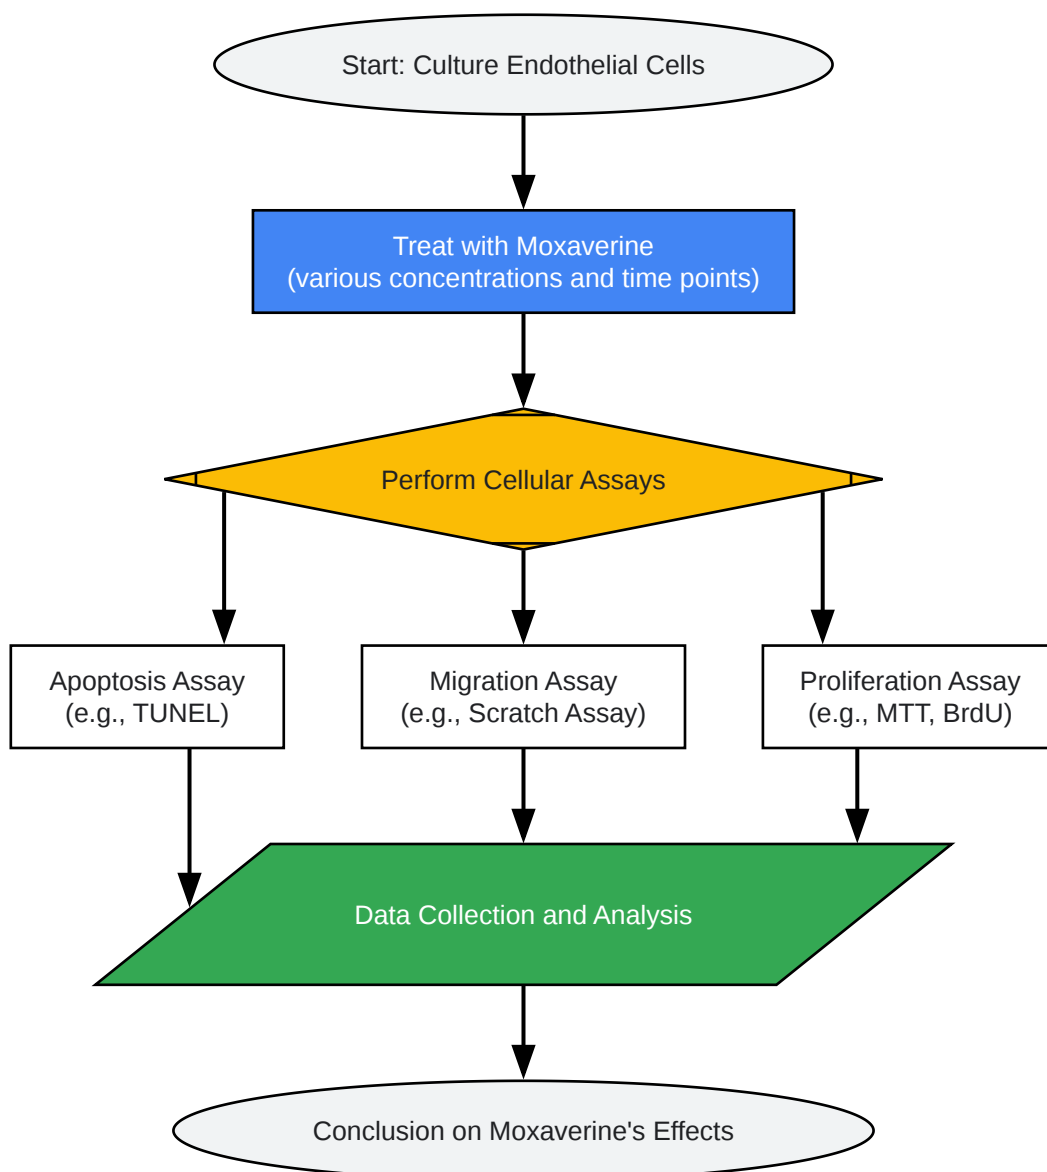 Start: Culture Endothelial Cells
Treat with Moxaverine
(various concentrations and time points)
Perform Cellular Assays
Apoptosis Assay
(e.g., TUNEL)
Migration Assay
(e.g., Scratch Assay)
Proliferation Assay
(e.g., MTT, BrdU)
Data Collection and Analysis
Conclusion on Moxaverine's Effects